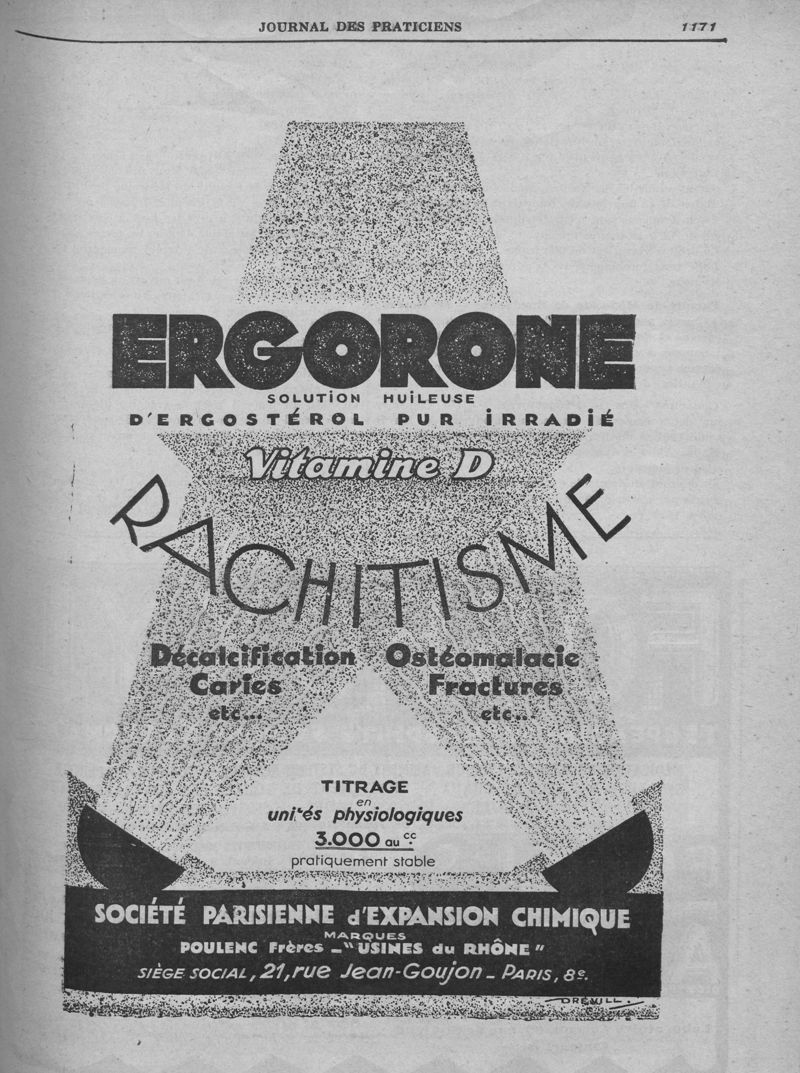 JOURNAL DES PRATICIENS 1171
ERGORONE
SOLUTiON HUiLEUSE
D'ERGOSTÉROL PUR iRRADiÉ
Vitamine D
RACHITISME
Décalcification Ostéomalacie
Caries Fractures
etc... etc...
TITRAGE
en
unités physiologiques
3.000 au cc.
pratiquement stable
SOCIÉTÉ PARISIENNE d'EXPANSION CHIMIQUE
MARQUES
POULENC Frères _ "USINES du RHÔNE"
SIÈGE SOCIAL, 21, rue Jean-Goujon _ PARIS, 8e.